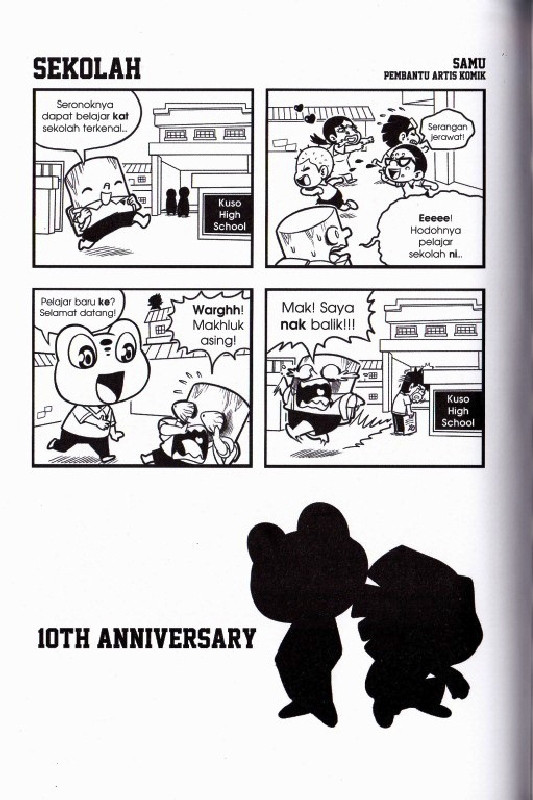 SEKOLAH
SAMU
PEMBANTU ARTIS KOMIK
Seronoknya
dapat belajar kat
sekolah terkenal...
Kuso
High
School
Serangan
jerawat!
Eeeee!
Hodohnya
pelajar
sekolah ni..
Pelajar baru ke?
Selamat datang!
Warghh!
Makhluk
asing!
Mak! Saya
nak balik!!!
Kuso
High
School
10TH ANNIVERSARY